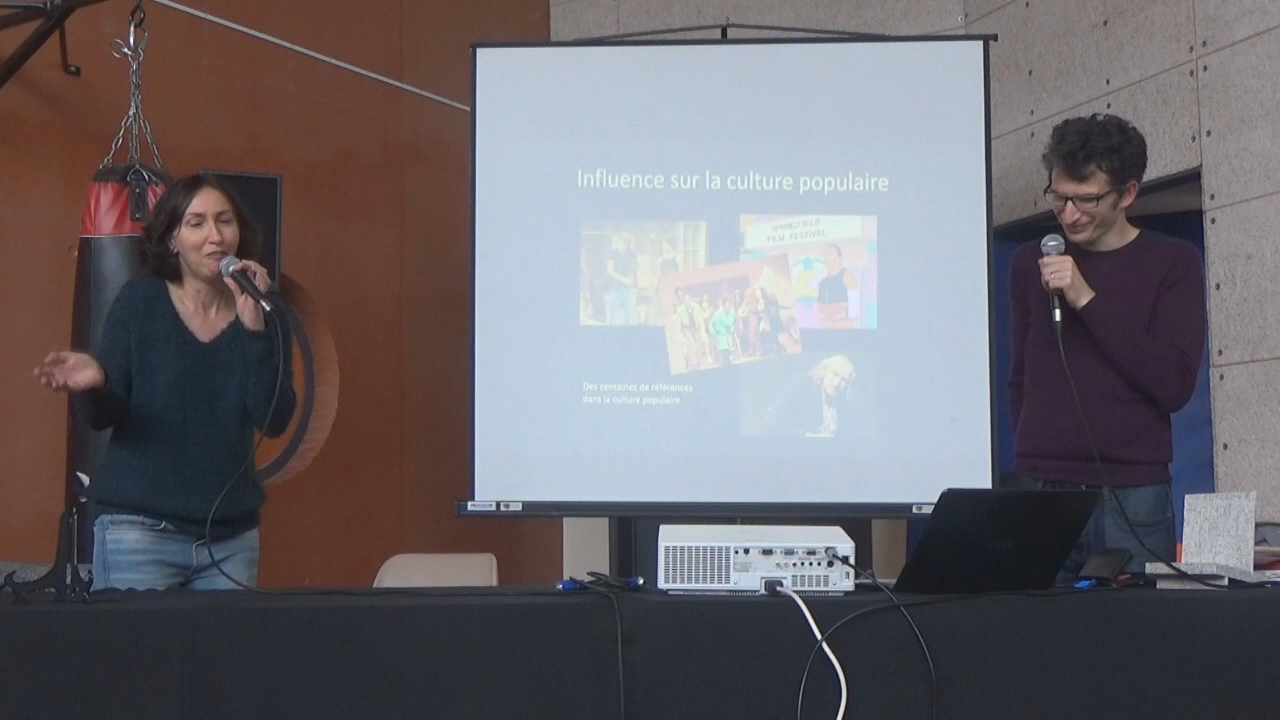 Influence sur la culture populaire
SPRINGFIELD
FILM FESTIVAL
Des centaines de références
dans la culture populaire